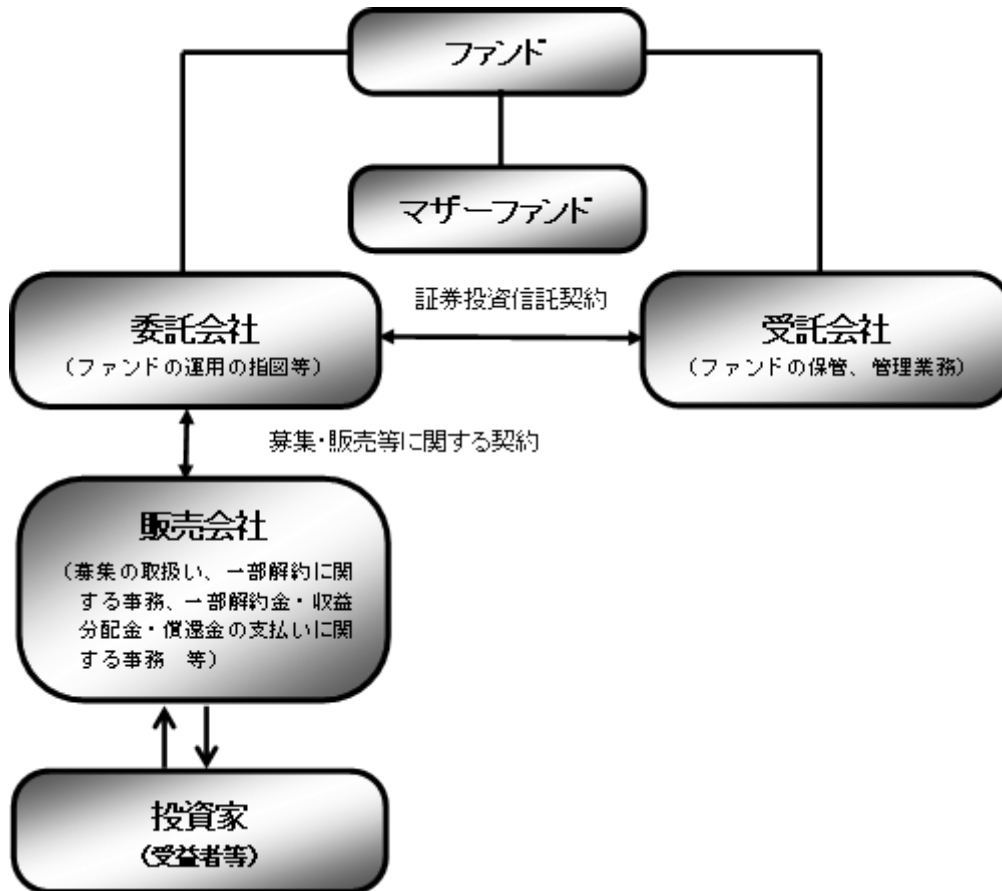 ファンド
マザーファンド
証券投資信託契約
委託会社
（ファンドの運用の指図等）
受託会社
（ファンドの保管、管理業務）
募集・販売等に関する契約
販売会社
（募集の取扱い、一部解約に関
する事務、一部解約金・収益
分配金・償還金の支払いに関
する事務　等）
投資家
（受益者等）